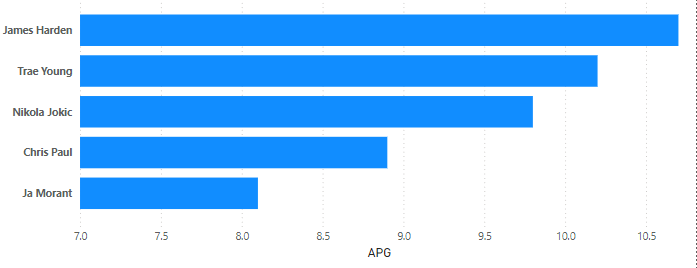 James Harden
Trae Young
Nikola Jokic
Chris Paul
Ja Morant
7.0 7.5 8.0 8.5 9.0 9.5 10.0 10.5
APG